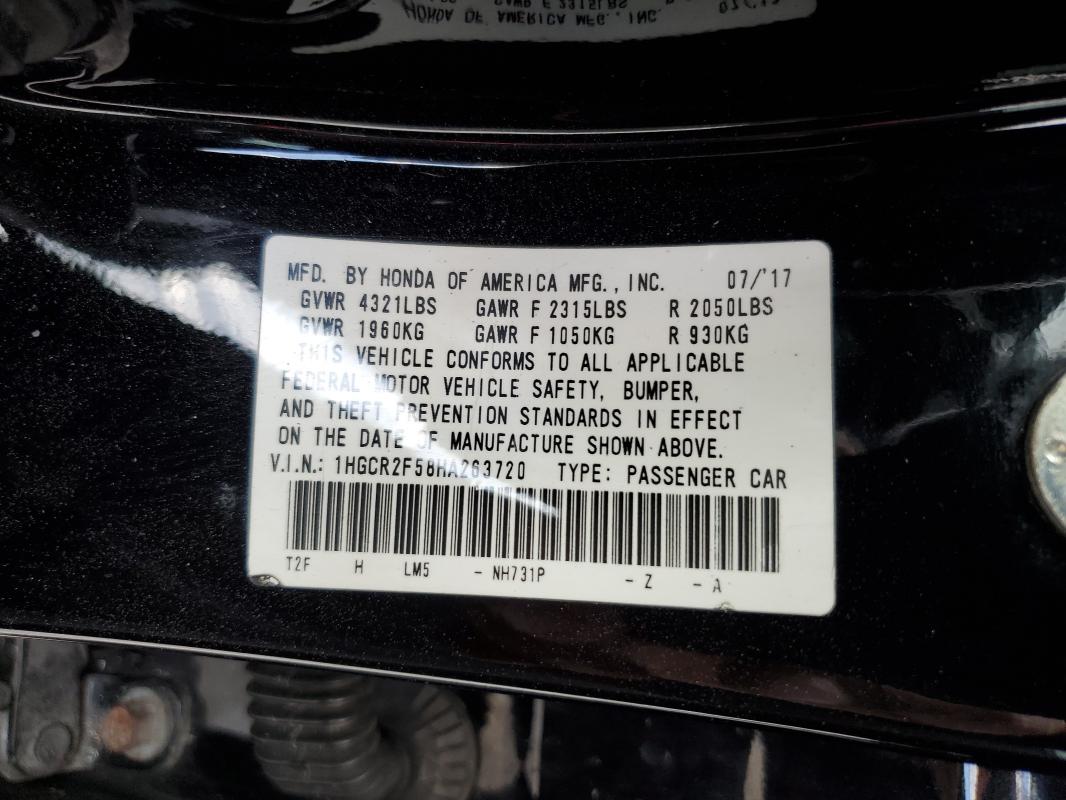 MFD. BY HONDA OF AMERICA MFG., INC. 07/'17
GVWR 4321LBS GAWR F 2315LBS R 2050LBS
GVWR 1960KG GAWR F 1050KG R 930KG
THIS VEHICLE CONFORMS TO ALL APPLICABLE
FEDERAL MOTOR VEHICLE SAFETY, BUMPER,
AND THEFT PREVENTION STANDARDS IN EFFECT
ON THE DATE OF MANUFACTURE SHOWN ABOVE.
V.I.N.: 1HGCR2F58HA263720 TYPE: PASSENGER CAR
T2F H LM5 - NH731P - Z - A